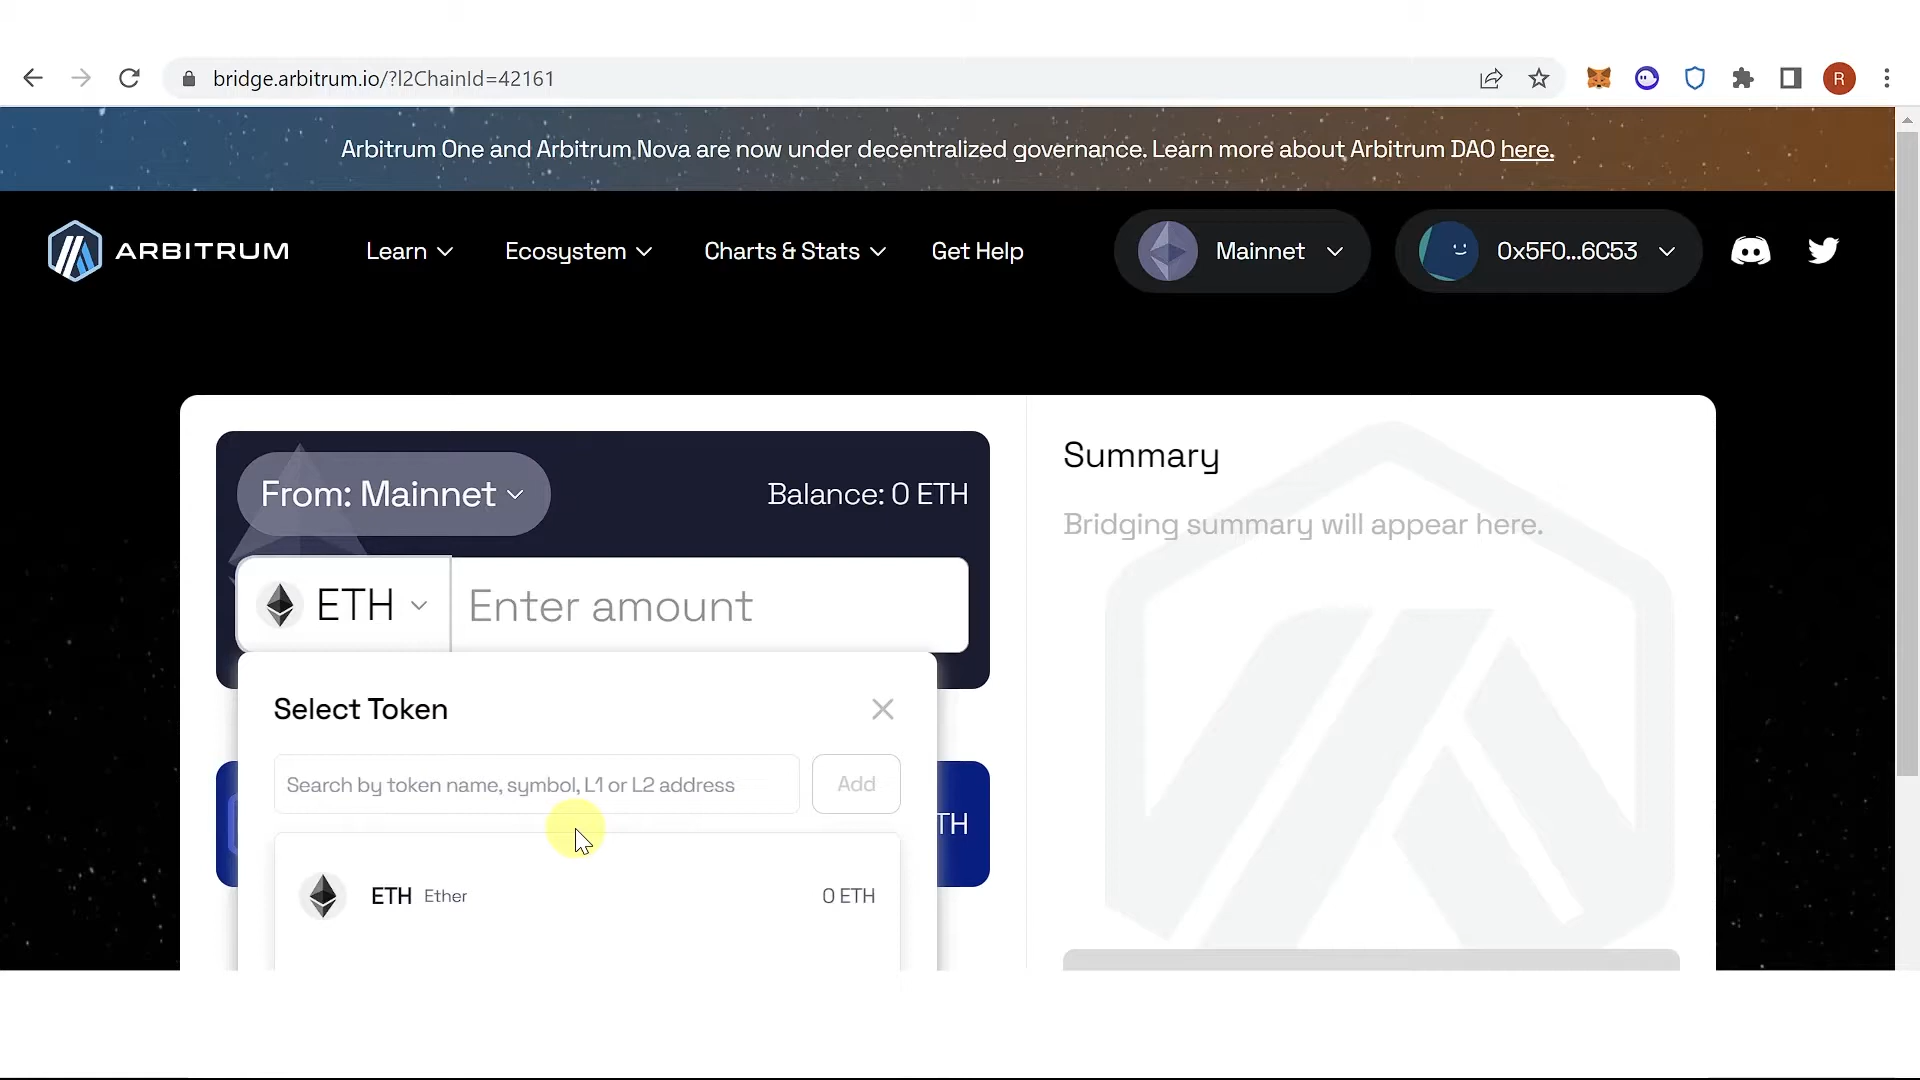 bridge.arbitrum.io/?l2ChainId=42161
R
Arbitrum One and Arbitrum Nova are now under decentralized governance. Learn more about Arbitrum DAO here.
ARBITRUM
Learn
Ecosystem
Charts & Stats
Get Help
Mainnet
0x5F0...6C53
From: Mainnet
Balance: 0 ETH
ETH
Enter amount
Select Token
Search by token name, symbol, L1 or L2 address
Add
TH
ETH Ether
0 ETH
Summary
Bridging summary will appear here.